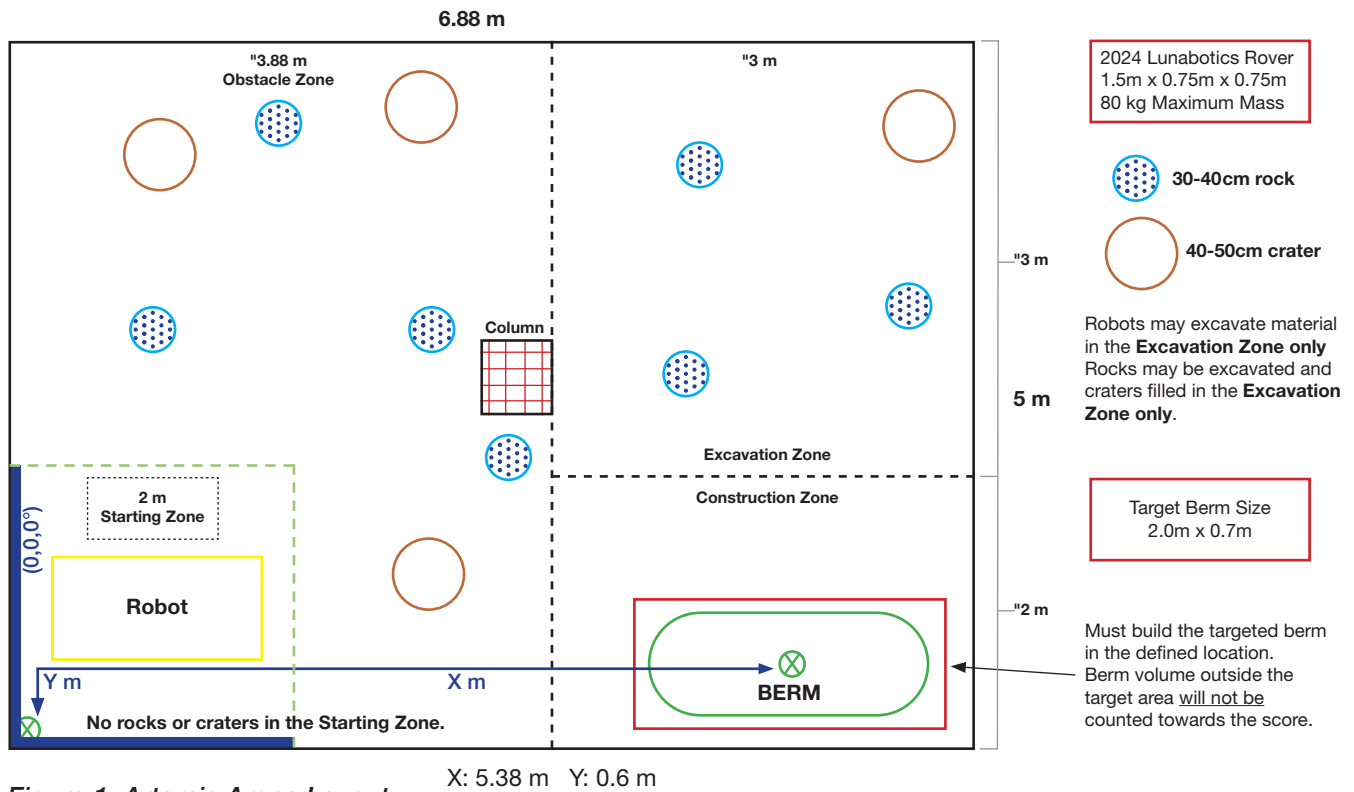 6.88 m
"3.88 m
Obstacle Zone
"3 m
2024 Lunabotics Rover
1.5m x 0.75m x 0.75m
80 kg Maximum Mass
30-40cm rock
40-50cm crater
"3 m
Robots may excavate material
in the Excavation Zone only
Rocks may be excavated and
craters filled in the Excavation
Zone only.
Column
5 m
Excavation Zone
Construction Zone
2 m
Starting Zone
(0,0,0°)
Robot
Target Berm Size
2.0m x 0.7m
"2 m
Must build the targeted berm
in the defined location.
Berm volume outside the
target area will not be
counted towards the score.
Y m
X m
BERM
No rocks or craters in the Starting Zone.
X: 5.38 m Y: 0.6 m